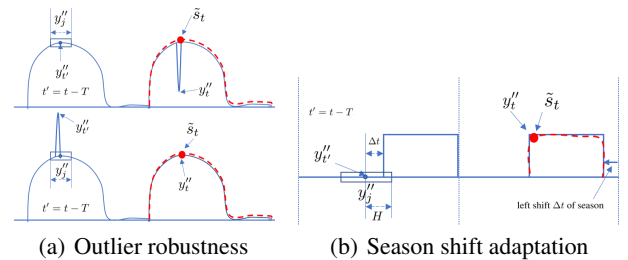 y''_j
s̃_t
y''_{t'}
y''_t
t' = t − T
y''_{t'}
s̃_t
y''_j
y''_t
t' = t − T
(a) Outlier robustness
t' = t − T
y''_t
s̃_t
Δt
y''_{t'}
y''_j
H
left shift Δt of season
(b) Season shift adaptation